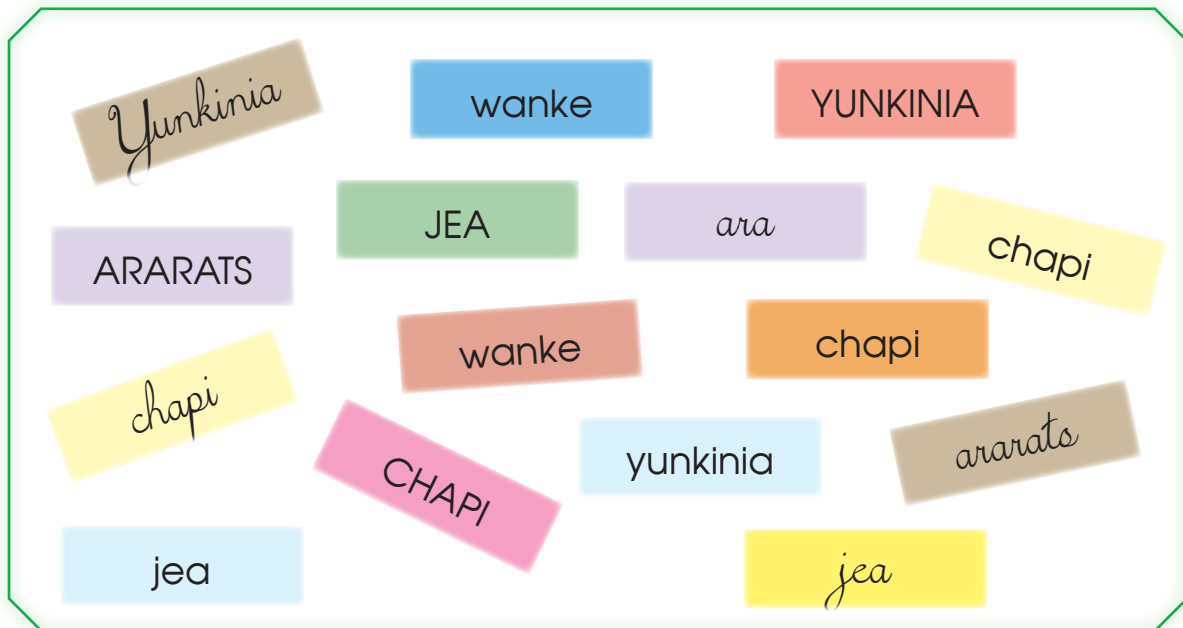 Yunkinia
wanke
YUNKINIA
JEA
ara
chapi
ARARATS
wanke
chapi
chapi
CHAPI
yunkinia
ararats
jea
jea